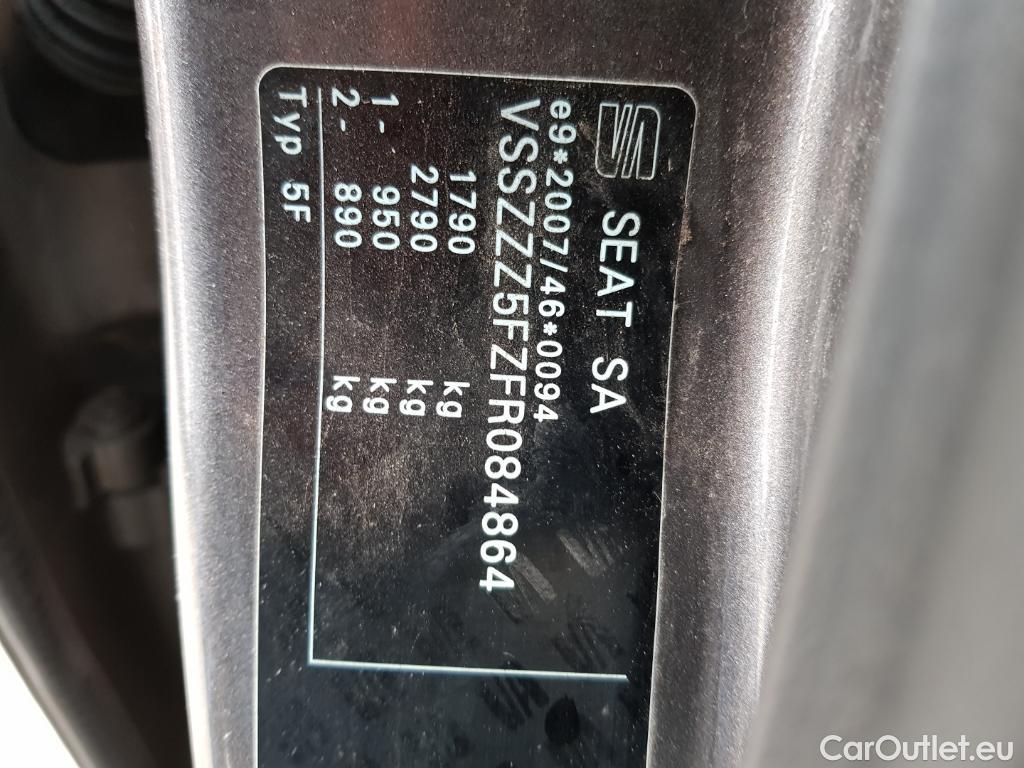 SEAT SA
e9*2007/46*0094
VSSZZZ5FZFR084864
1790 kg
2790 kg
1- 950 kg
2- 890 kg
Typ 5F
CarOutlet.eu